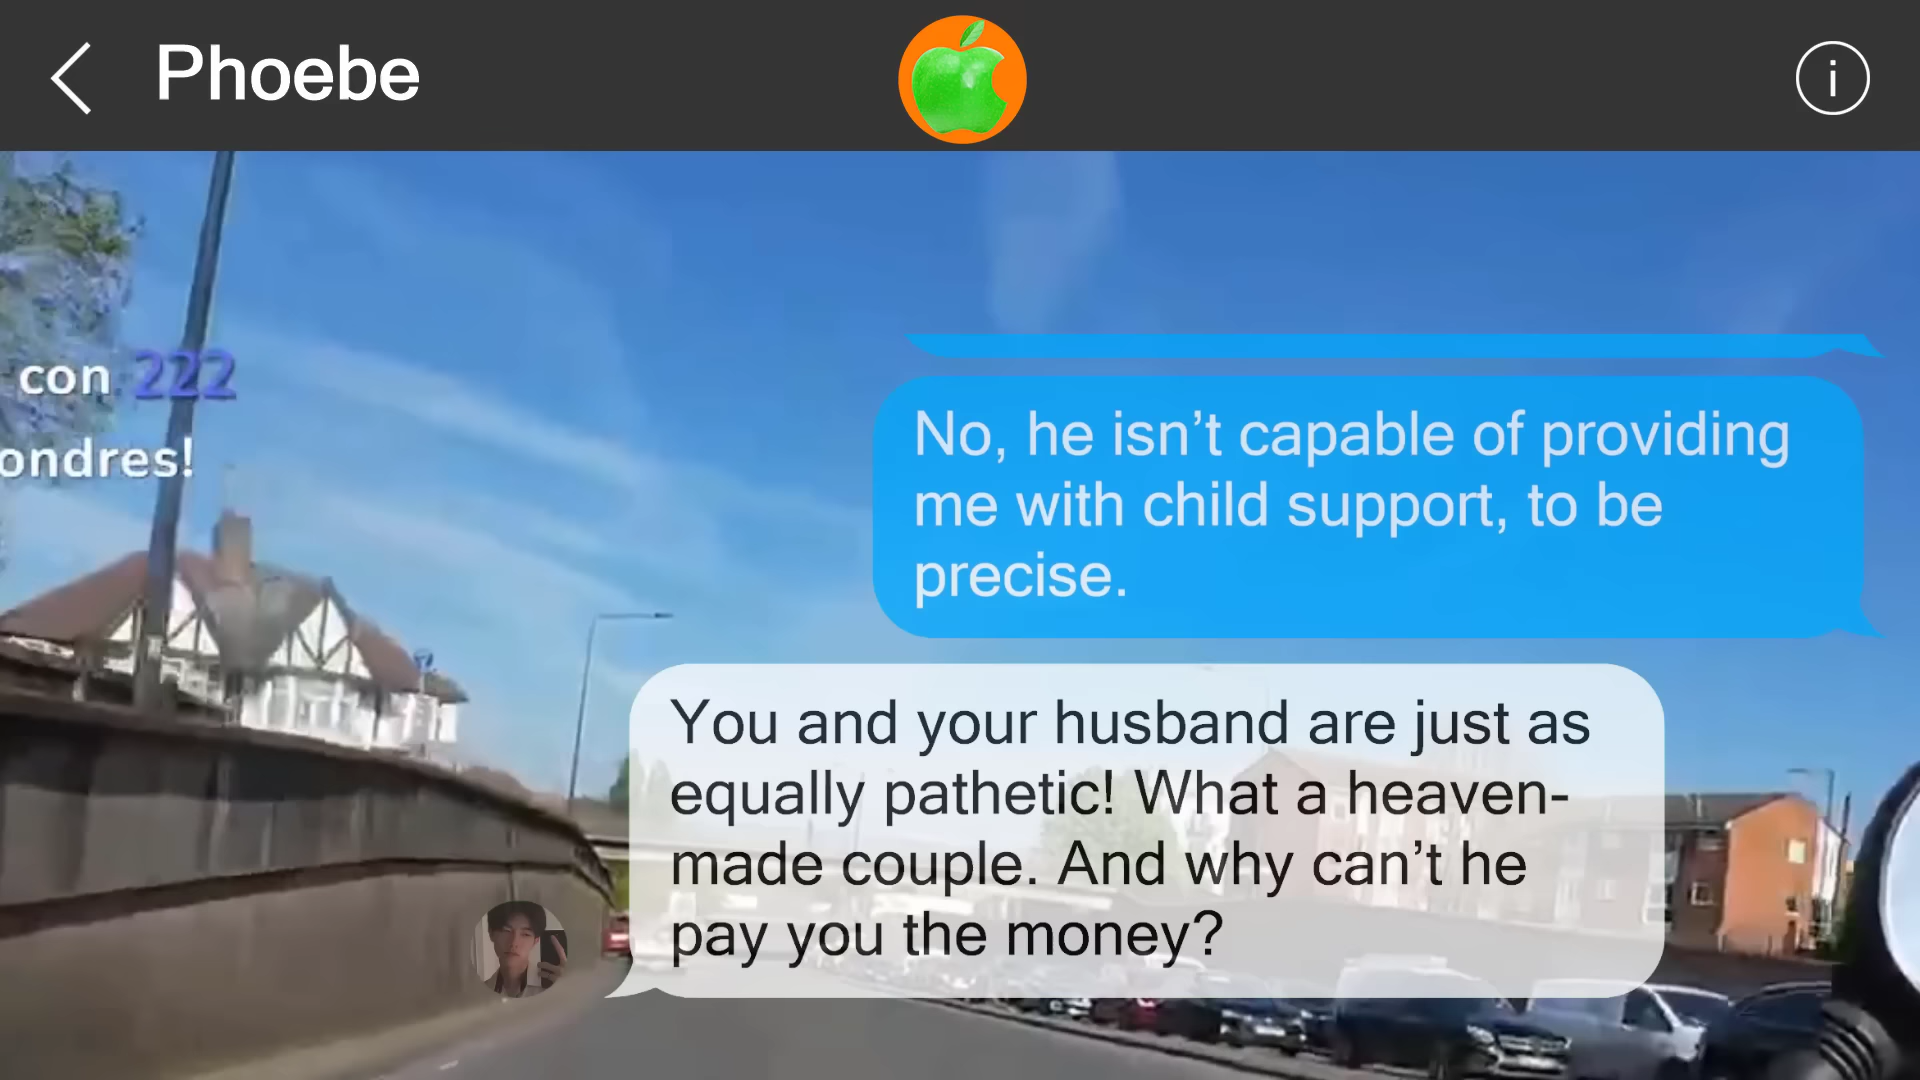 Phoebe
i
con 222
ondres!
No, he isn’t capable of providing
me with child support, to be
precise.
You and your husband are just as
equally pathetic! What a heaven-
made couple. And why can’t he
pay you the money?